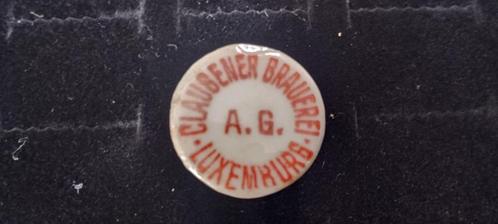 CLAUSENER BRAUEREI
A.G.
· LUXEMBURG ·